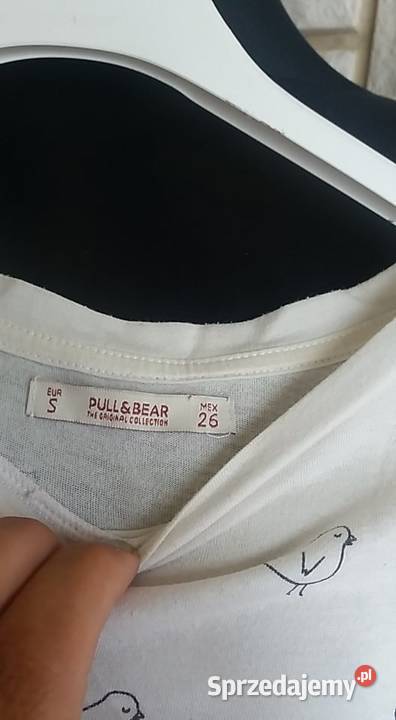 EUR
S
PULL&BEAR
THE ORIGINAL COLLECTION
MEX
26
Sprzedajemy.pl